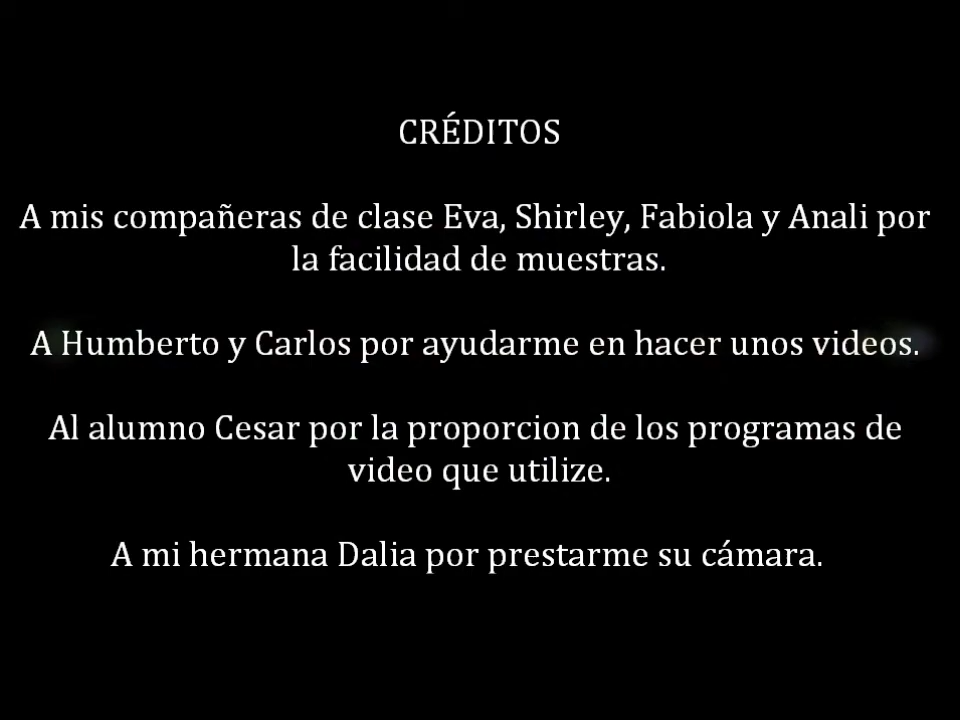 CRÉDITOS
A mis compañeras de clase Eva, Shirley, Fabiola y Anali por
la facilidad de muestras.
A Humberto y Carlos por ayudarme en hacer unos videos.
Al alumno Cesar por la proporcion de los programas de
video que utilize.
A mi hermana Dalia por prestarme su cámara.